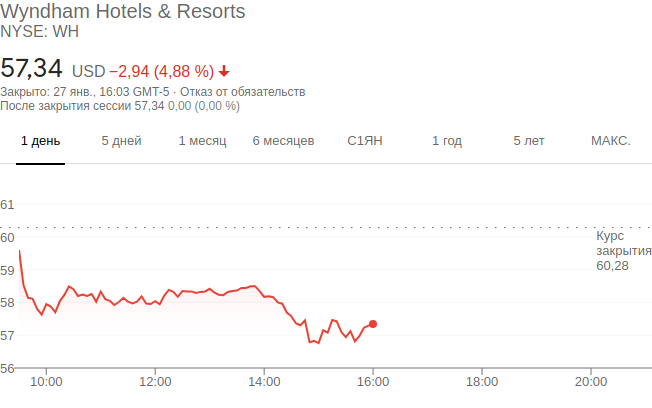 Wyndham Hotels & Resorts
NYSE: WH
57,34 USD −2,94 (4,88 %)
Закрыто: 27 янв., 16:03 GMT-5 · Отказ от обязательств
После закрытия сессии 57,34 0,00 (0,00 %)
1 день 5 дней 1 месяц 6 месяцев С1ЯН 1 год 5 лет МАКС.
61
60
59
58
57
56
Курс
закрытия
60,28
10:00 12:00 14:00 16:00 18:00 20:00